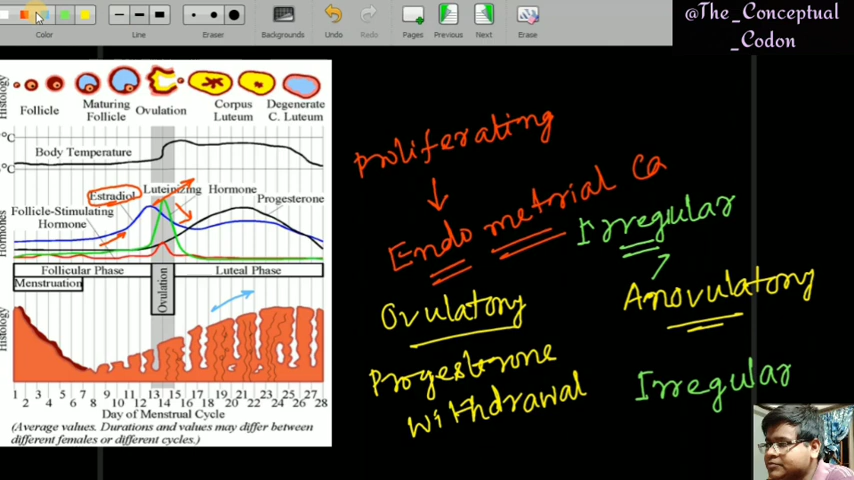 @The_Conceptual
_Codon
Color
Line
Eraser
Backgrounds
Undo
Redo
Pages
Previous
Next
Erase
Histology
Follicle
Maturing
Follicle
Ovulation
Corpus
Luteum
Degenerate
C. Luteum
°C
Body Temperature
°C
Hormones
Estradiol
Luteinizing Hormone
Progesterone
Follicle-Stimulating
Hormone
Follicular Phase
Menstruation
Ovulation
Luteal Phase
Histology
1 2 3 4 5 6 7 8 9 10 11 12 13 14 15 16 17 18 19 20 21 22 23 24 25 26 27 28
Day of Menstrual Cycle
(Average values. Durations and values may differ between
different females or different cycles.)
Proliferating
Endo metrial Ca
Irregular
Ovulatory
Anovulatory
Progesterone
Withdrawal
Irregular